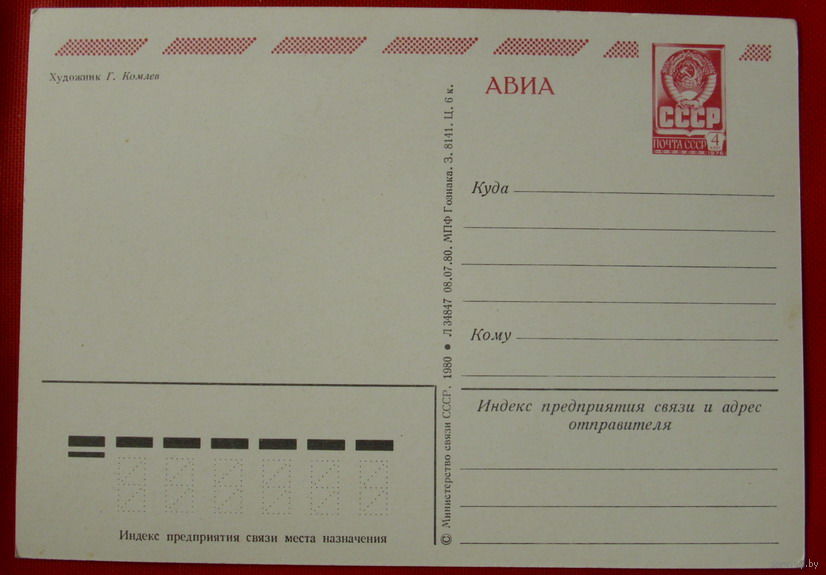 Художник Г. Комлев
АВИА
СССР
ПОЧТА СССР 4
Куда
Кому
Индекс предприятия связи и адрес
отправителя
© Министерство связи СССР. 1980 ● Л 34847 08.07.80. МПФ Гознака. З. 8141. Ц. 6 к.
Индекс предприятия связи места назначения